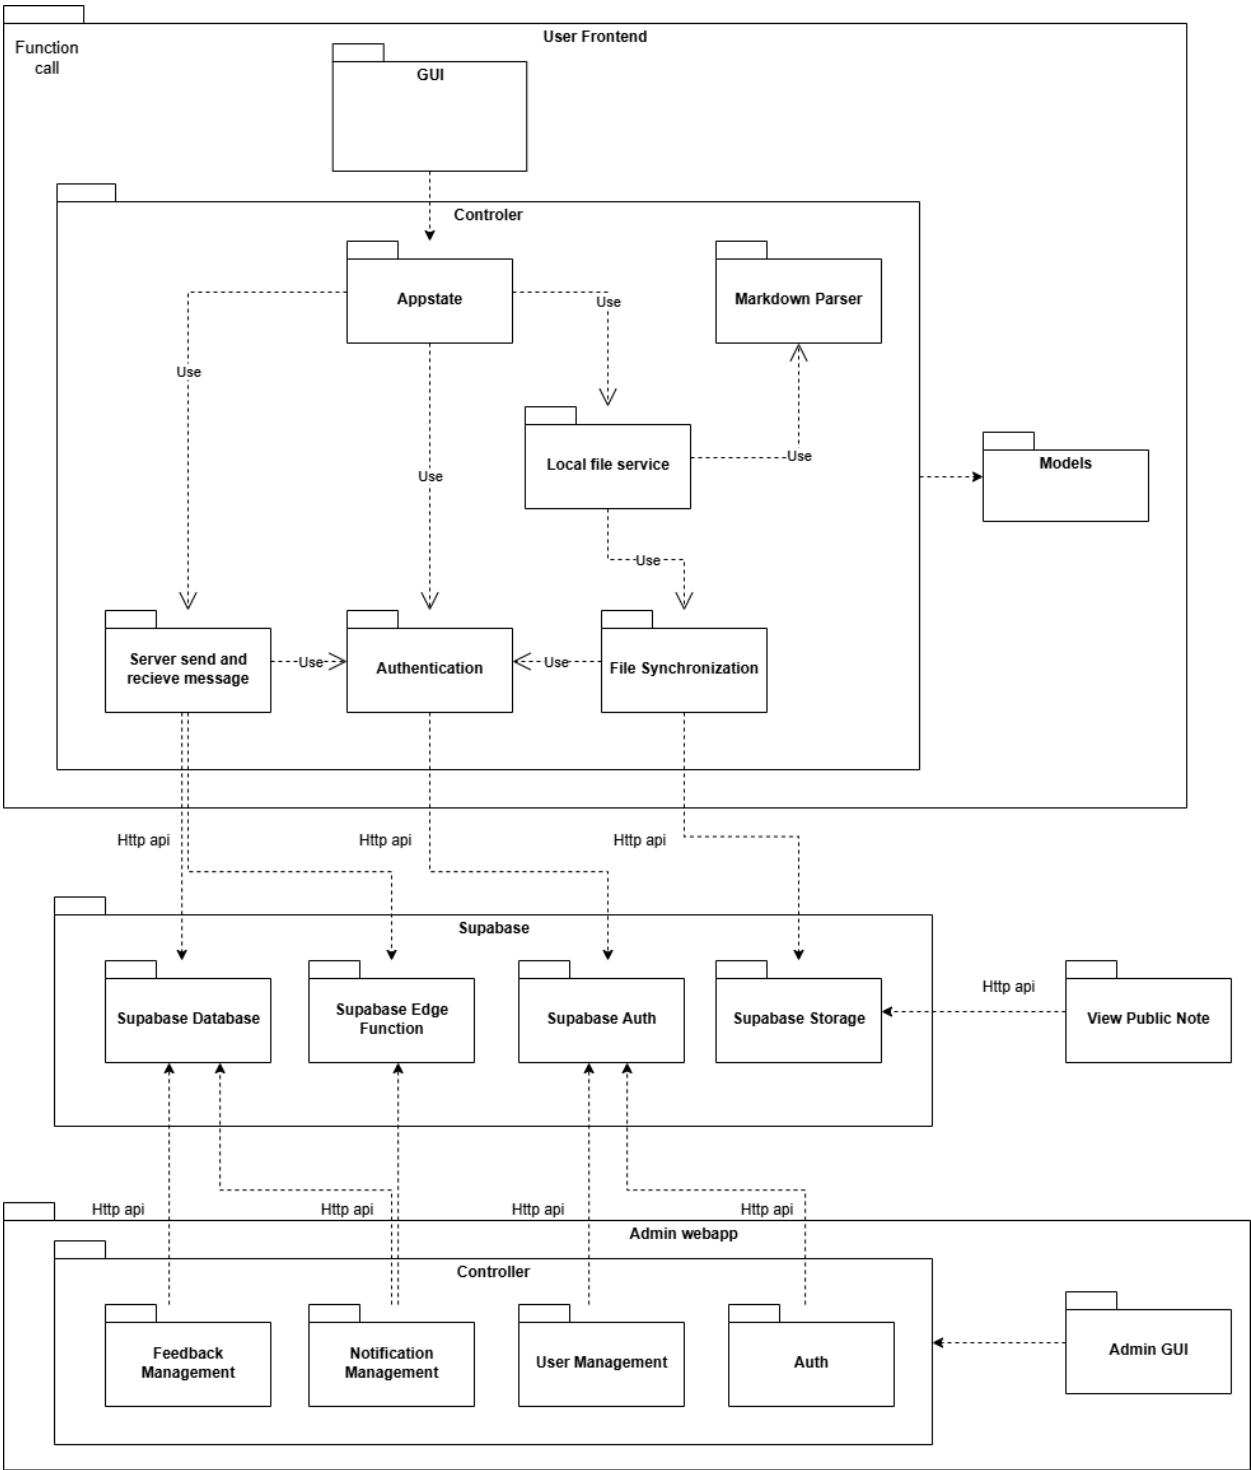 User Frontend
Function
call
GUI
Controler
Appstate
Markdown Parser
Use
Use
Local file service
Use
Models
Use
Use
Server send and
recieve message
Use
Authentication
Use
File Synchronization
Http api
Http api
Http api
Supabase
Supabase Database
Supabase Edge
Function
Supabase Auth
Supabase Storage
Http api
View Public Note
Http api
Http api
Http api
Http api
Admin webapp
Controller
Feedback
Management
Notification
Management
User Management
Auth
Admin GUI